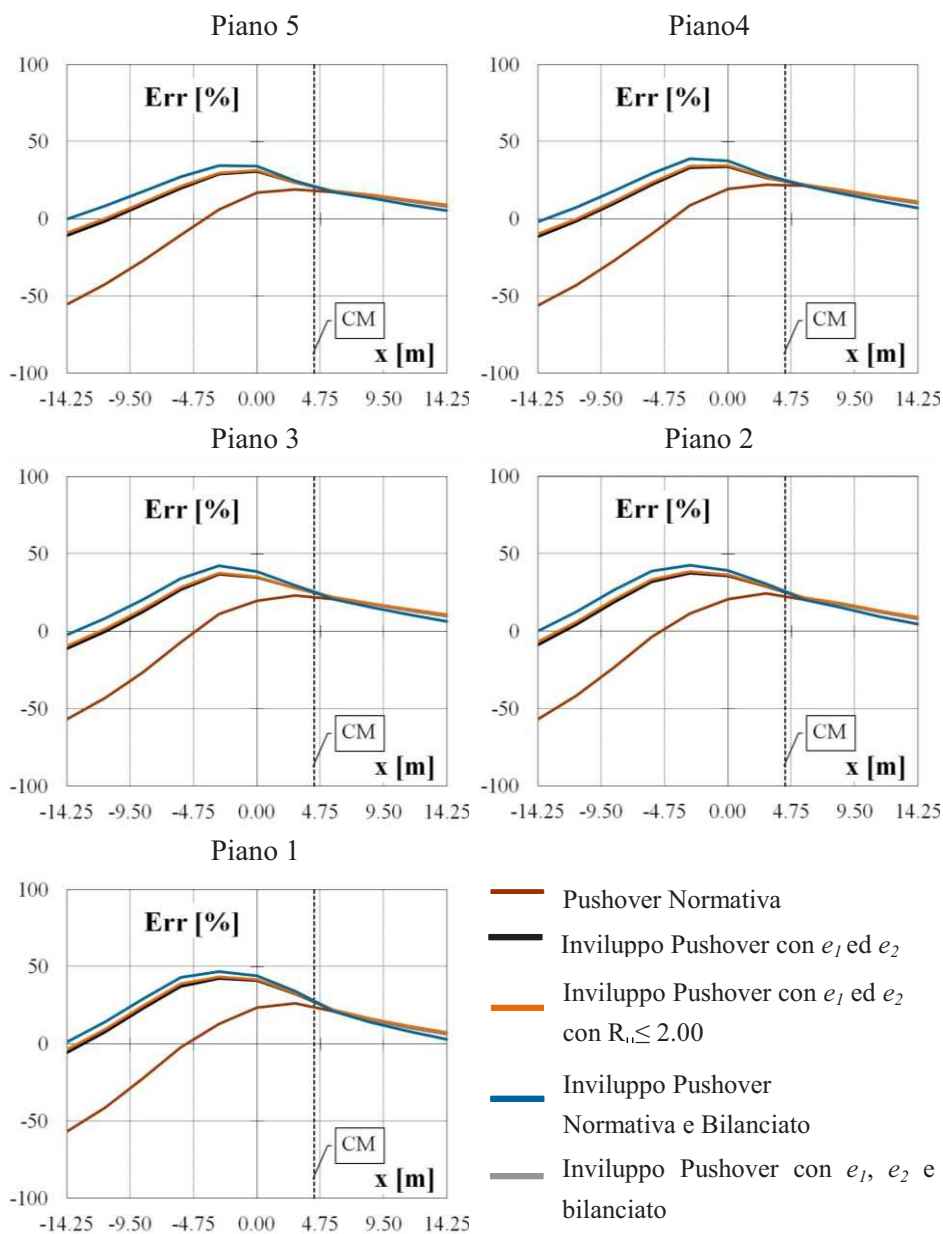 Piano 5
Piano4
100
Err [%]
50
0
-50
CM
x [m]
-100
-14.25 -9.50 -4.75 0.00 4.75 9.50 14.25
100
Err [%]
50
0
-50
CM
x [m]
-100
-14.25 -9.50 -4.75 0.00 4.75 9.50 14.25
Piano 3
Piano 2
100
Err [%]
50
0
-50
CM
x [m]
-100
-14.25 -9.50 -4.75 0.00 4.75 9.50 14.25
100
Err [%]
50
0
-50
CM
x [m]
-100
-14.25 -9.50 -4.75 0.00 4.75 9.50 14.25
Piano 1
100
Err [%]
50
0
-50
CM
x [m]
-100
-14.25 -9.50 -4.75 0.00 4.75 9.50 14.25
Pushover Normativa
Inviluppo Pushover con e1 ed e2
Inviluppo Pushover con e1 ed e2
con Rμ≤ 2.00
Inviluppo Pushover
Normativa e Bilanciato
Inviluppo Pushover con e1, e2 e
bilanciato